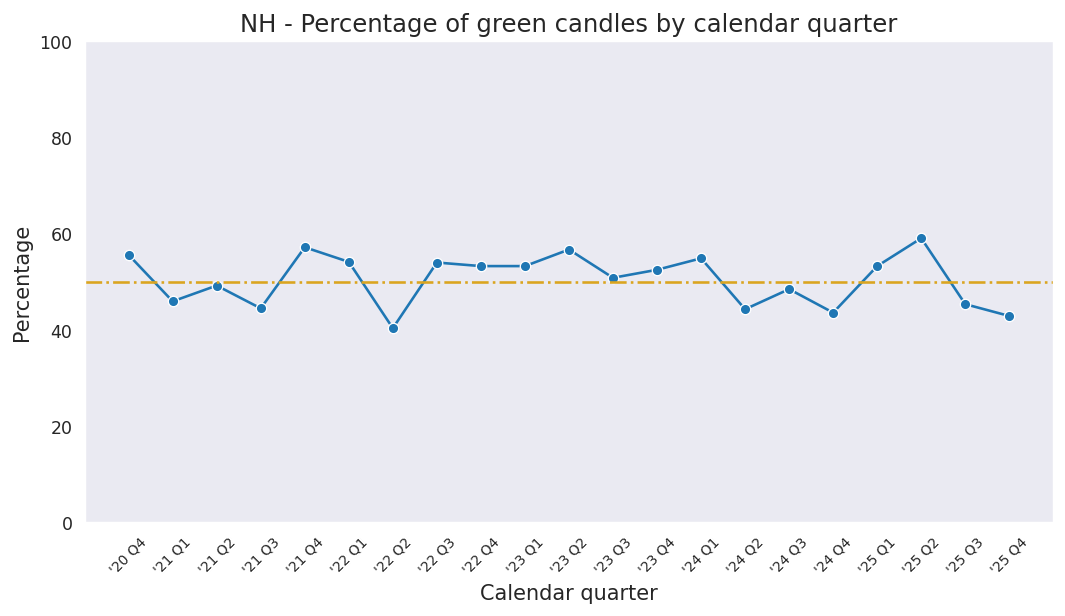 NH - Percentage of green candles by calendar quarter
Percentage
100
80
60
40
20
0
'20 Q4
'21 Q1
'21 Q2
'21 Q3
'21 Q4
'22 Q1
'22 Q2
'22 Q3
'22 Q4
'23 Q1
'23 Q2
'23 Q3
'23 Q4
'24 Q1
'24 Q2
'24 Q3
'24 Q4
'25 Q1
'25 Q2
'25 Q3
'25 Q4
Calendar quarter